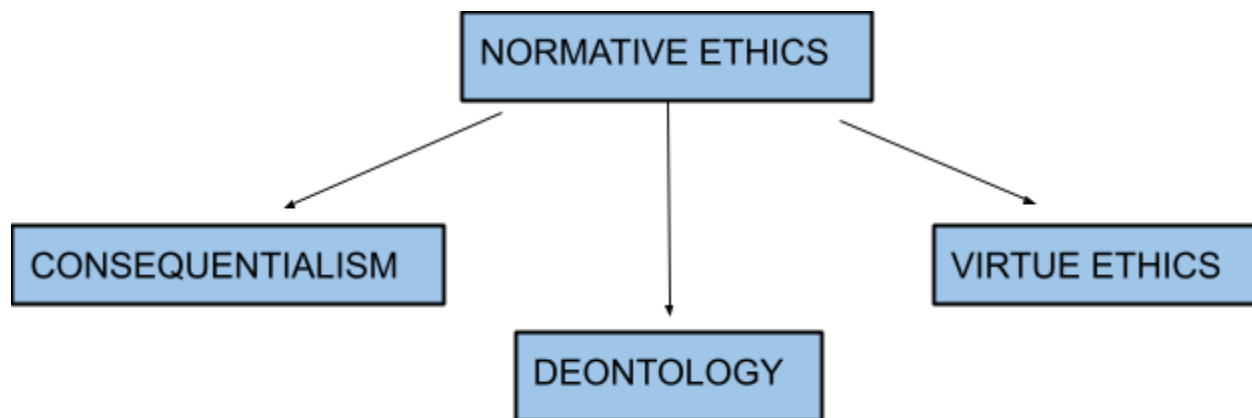 NORMATIVE ETHICS
CONSEQUENTIALISM
VIRTUE ETHICS
DEONTOLOGY